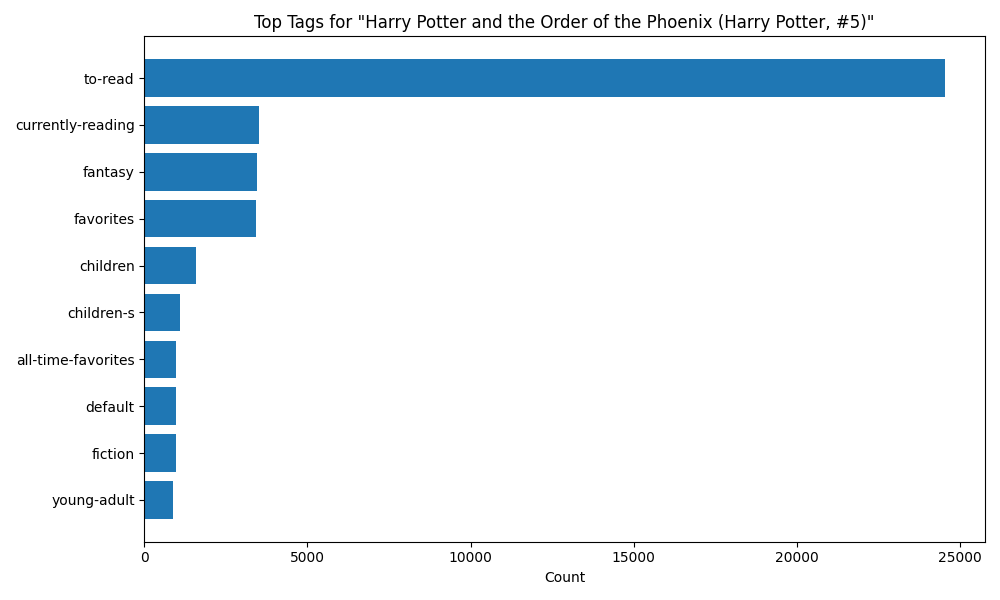 Top Tags for "Harry Potter and the Order of the Phoenix (Harry Potter, #5)"
to-read
currently-reading
fantasy
favorites
children
children-s
all-time-favorites
default
fiction
young-adult
0 5000 10000 15000 20000 25000
Count